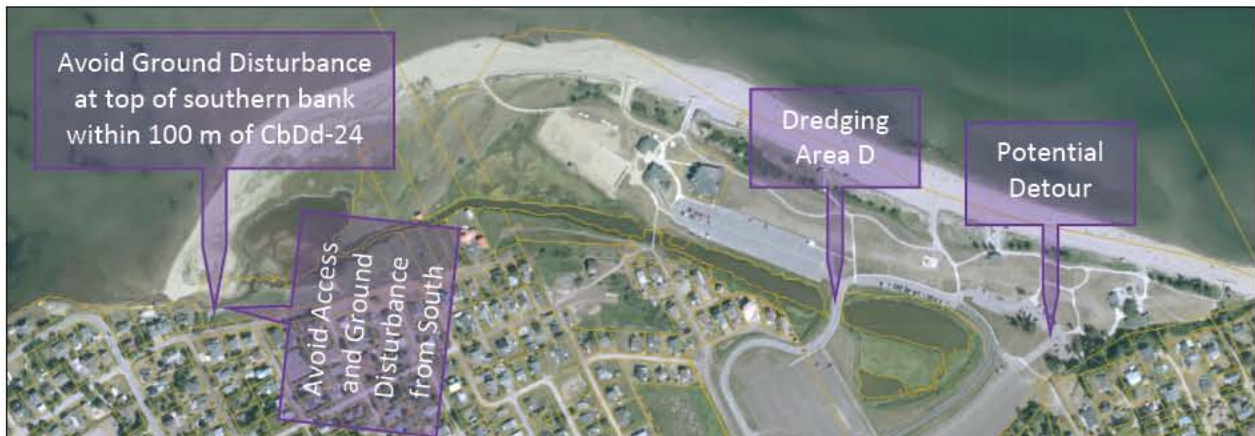 Avoid Ground Disturbance
at top of southern bank
within 100 m of CbDd-24
Avoid Access
and Ground
Disturbance
from South
Dredging
Area D
Potential
Detour